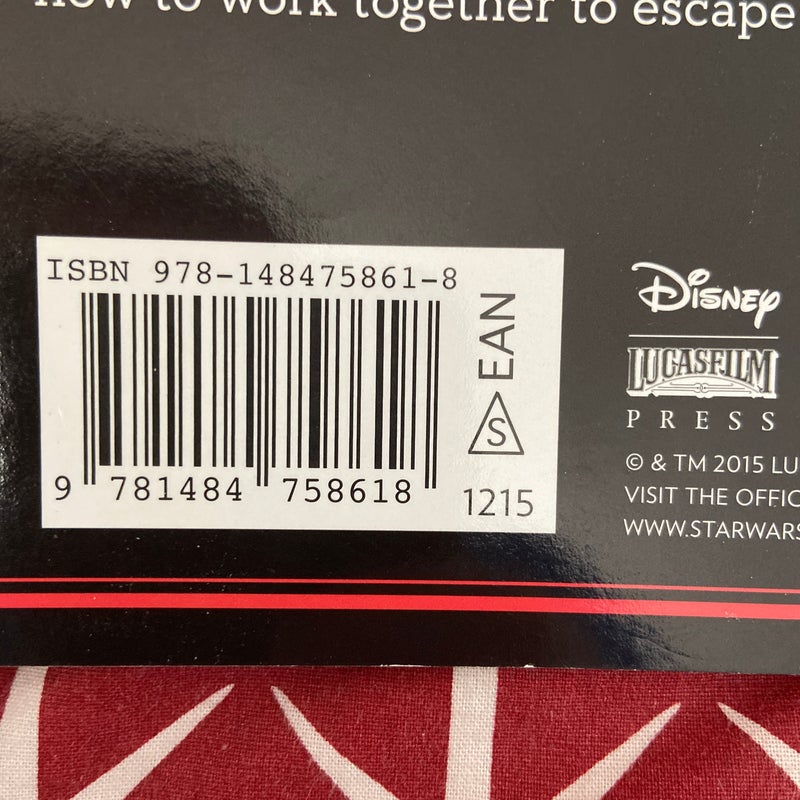 how to work together to escape
ISBN 978-148475861-8
EAN
S
9 781484 758618
1215
Disney
LUCASFILM
PRESS
© & TM 2015 LU
VISIT THE OFFIC
WWW.STARWARS